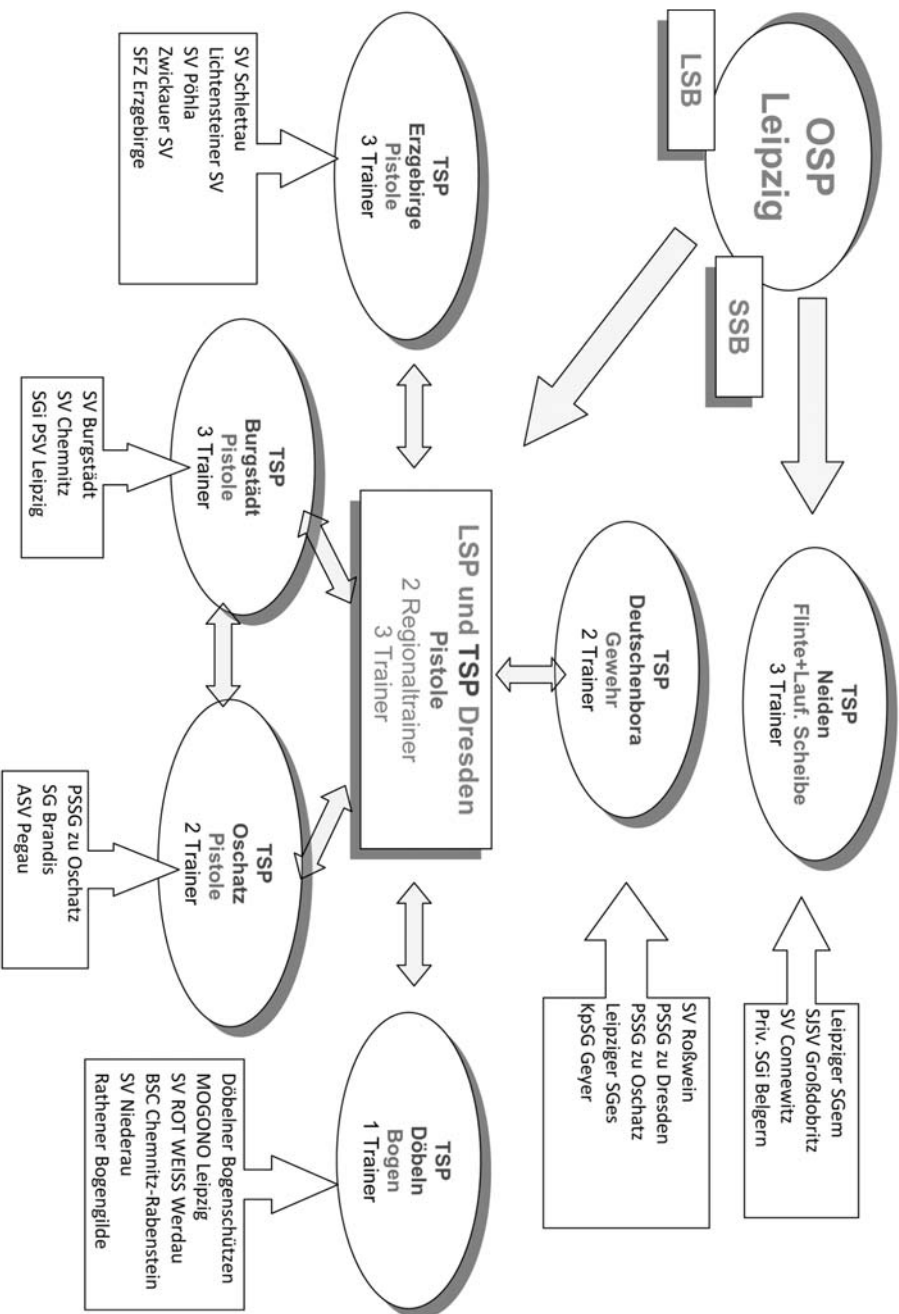 OSP
Leipzig
LSB
SSB
TSP
Neiden
Flinte+Lauf. Scheibe
3 Trainer
Leipziger SGem
SJSV Großdobritz
SV Connewitz
Priv. SGi Belgern
TSP
Deutschenbora
Gewehr
2 Trainer
SV Roßwein
PSSG zu Dresden
PSSG zu Oschatz
Leipziger SGes
KpSG Geyer
TSP
Erzgebirge
Pistole
3 Trainer
SV Schlettau
Lichtensteiner SV
SV Pöhla
Zwickauer SV
SFZ Erzgebirge
LSP und TSP Dresden
Pistole
2 Regionaltrainer
3 Trainer
TSP
Döbeln
Bogen
1 Trainer
Döbelner Bogenschützen
MOGONO Leipzig
SV ROT WEISS Werdau
BSC Chemnitz-Rabenstein
SV Niederau
Rathener Bogengilde
TSP
Burgstädt
Pistole
3 Trainer
SV Burgstädt
SV Chemnitz
SGi PSV Leipzig
TSP
Oschatz
Pistole
2 Trainer
PSSG zu Oschatz
SG Brandis
ASV Pegau